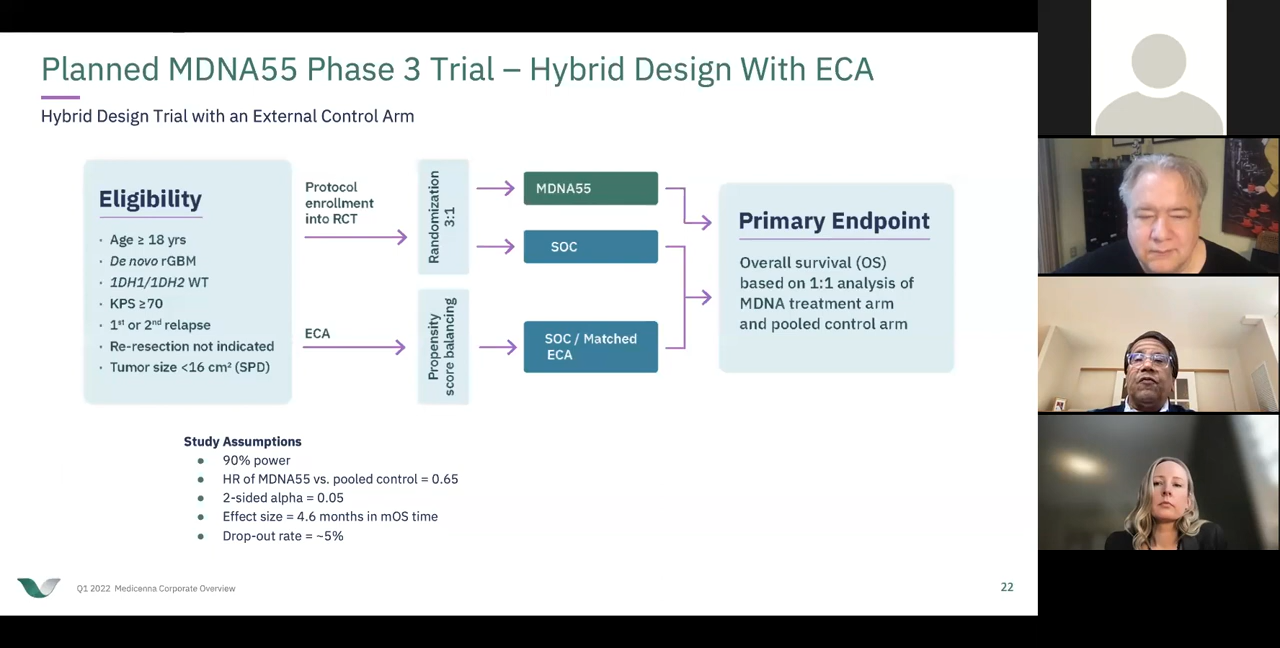 Planned MDNA55 Phase 3 Trial – Hybrid Design With ECA
Hybrid Design Trial with an External Control Arm
Eligibility
· Age ≥ 18 yrs
· De novo rGBM
· 1DH1/1DH2 WT
· KPS ≥70
· 1st or 2nd relapse
· Re-resection not indicated
· Tumor size <16 cm² (SPD)
Protocol
enrollment
into RCT
ECA
Randomization
3:1
Propensity
score balancing
MDNA55
SOC
SOC / Matched
ECA
Primary Endpoint
Overall survival (OS)
based on 1:1 analysis of
MDNA treatment arm
and pooled control arm
Study Assumptions
● 90% power
● HR of MDNA55 vs. pooled control = 0.65
● 2-sided alpha = 0.05
● Effect size = 4.6 months in mOS time
● Drop-out rate = ~5%
Q1 2022 Medicenna Corporate Overview
22